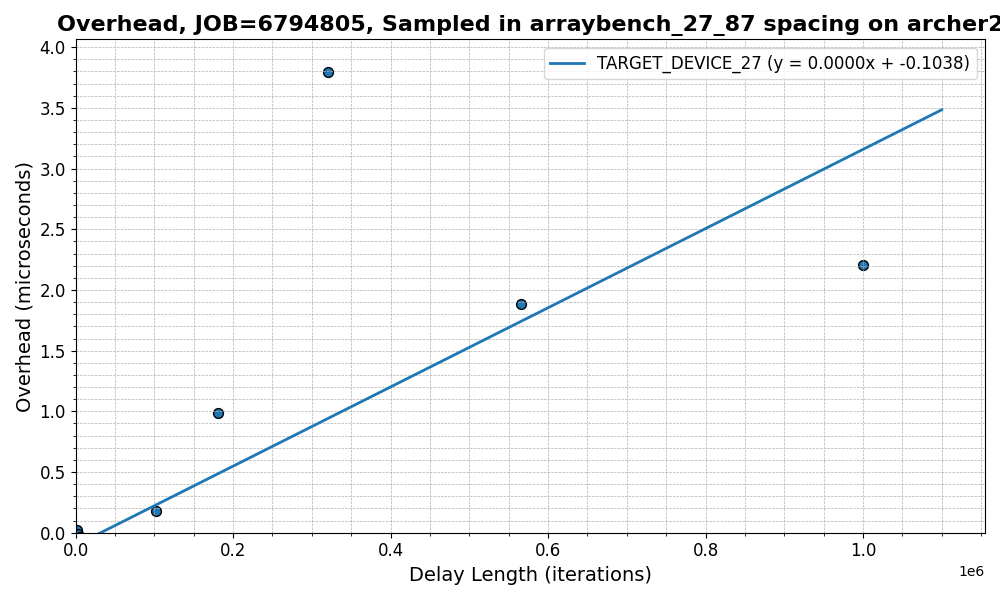 Overhead, JOB=6794805, Sampled in arraybench_27_87 spacing on archer2
TARGET_DEVICE_27 (y = 0.0000x + -0.1038)
Overhead (microseconds)
4.0
3.5
3.0
2.5
2.0
1.5
1.0
0.5
0.0
0.0 0.2 0.4 0.6 0.8 1.0
1e6
Delay Length (iterations)